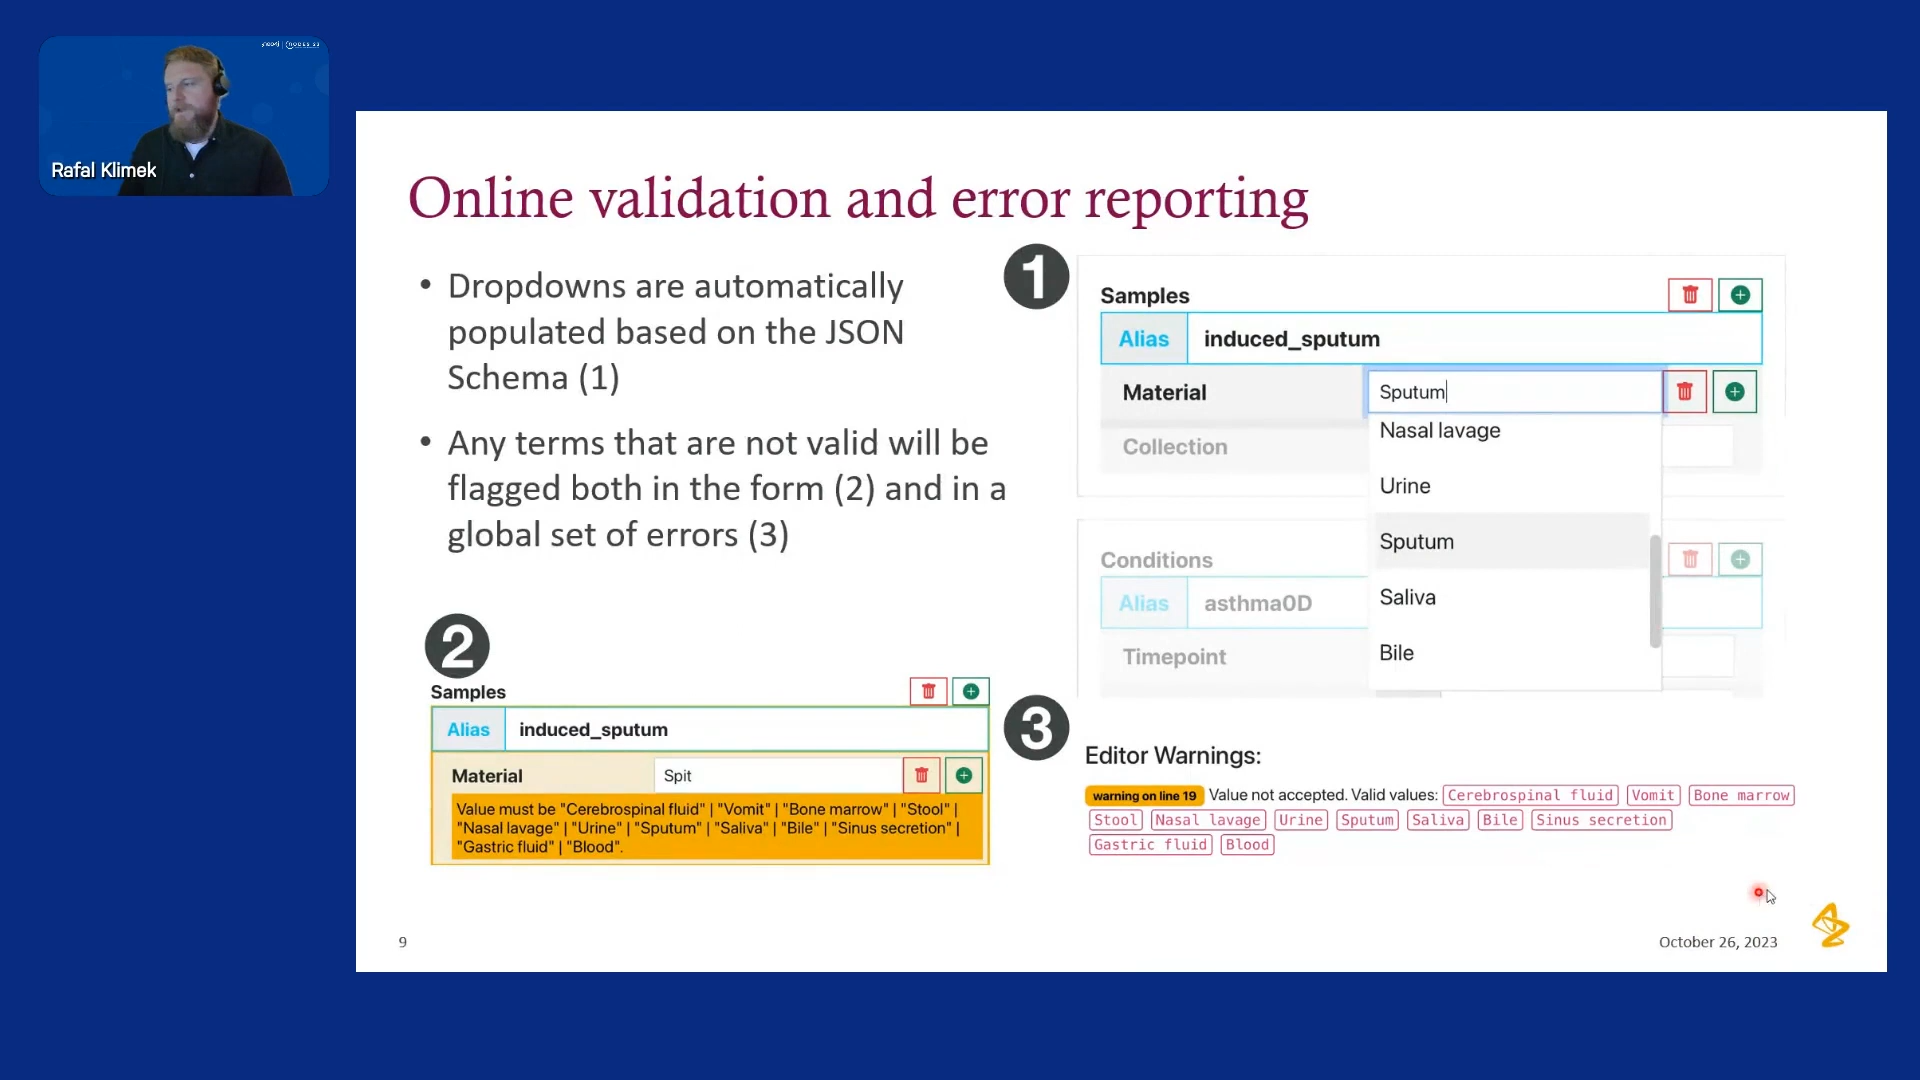 neo4j | NODES 23
Rafal Klimek
Online validation and error reporting
• Dropdowns are automatically
populated based on the JSON
Schema (1)
• Any terms that are not valid will be
flagged both in the form (2) and in a
global set of errors (3)
1
Samples
Alias induced_sputum
Material Sputum
Collection
Nasal lavage
Urine
Sputum
Saliva
Bile
Conditions
Alias asthma0D
Timepoint
2
Samples
Alias induced_sputum
Material Spit
Value must be "Cerebrospinal fluid" | "Vomit" | "Bone marrow" | "Stool" |
"Nasal lavage" | "Urine" | "Sputum" | "Saliva" | "Bile" | "Sinus secretion" |
"Gastric fluid" | "Blood".
3
Editor Warnings:
warning on line 19 Value not accepted. Valid values: Cerebrospinal fluid Vomit Bone marrow
Stool Nasal lavage Urine Sputum Saliva Bile Sinus secretion
Gastric fluid Blood
9
October 26, 2023